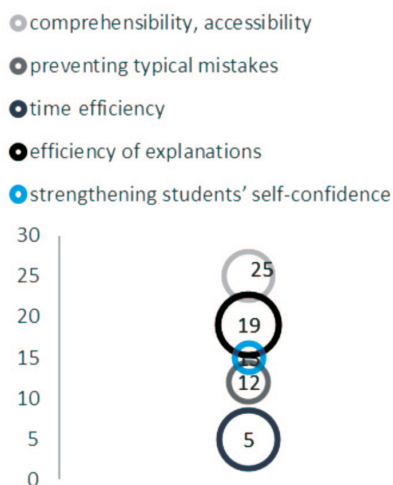 comprehensibility, accessibility
preventing typical mistakes
time efficiency
efficiency of explanations
strengthening students’ self-confidence
30
25
25
20
19
15
15
12
10
5
5
0